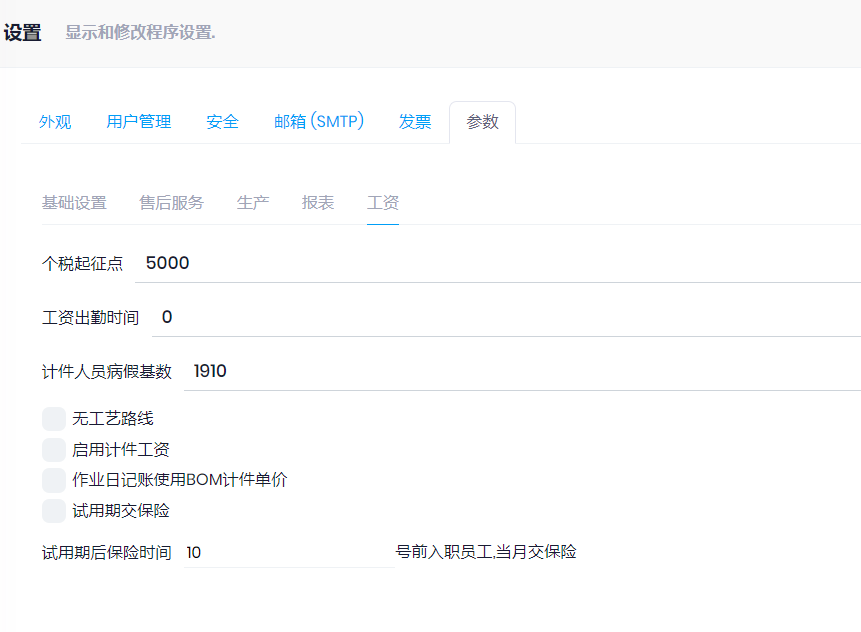 设置 显示和修改程序设置.
外观 用户管理 安全 邮箱 (SMTP) 发票 参数
基础设置 售后服务 生产 报表 工资
个税起征点 5000
工资出勤时间 0
计件人员病假基数 1910
无工艺路线
启用计件工资
作业日记账使用BOM计件单价
试用期交保险
试用期后保险时间 10 号前入职员工,当月交保险